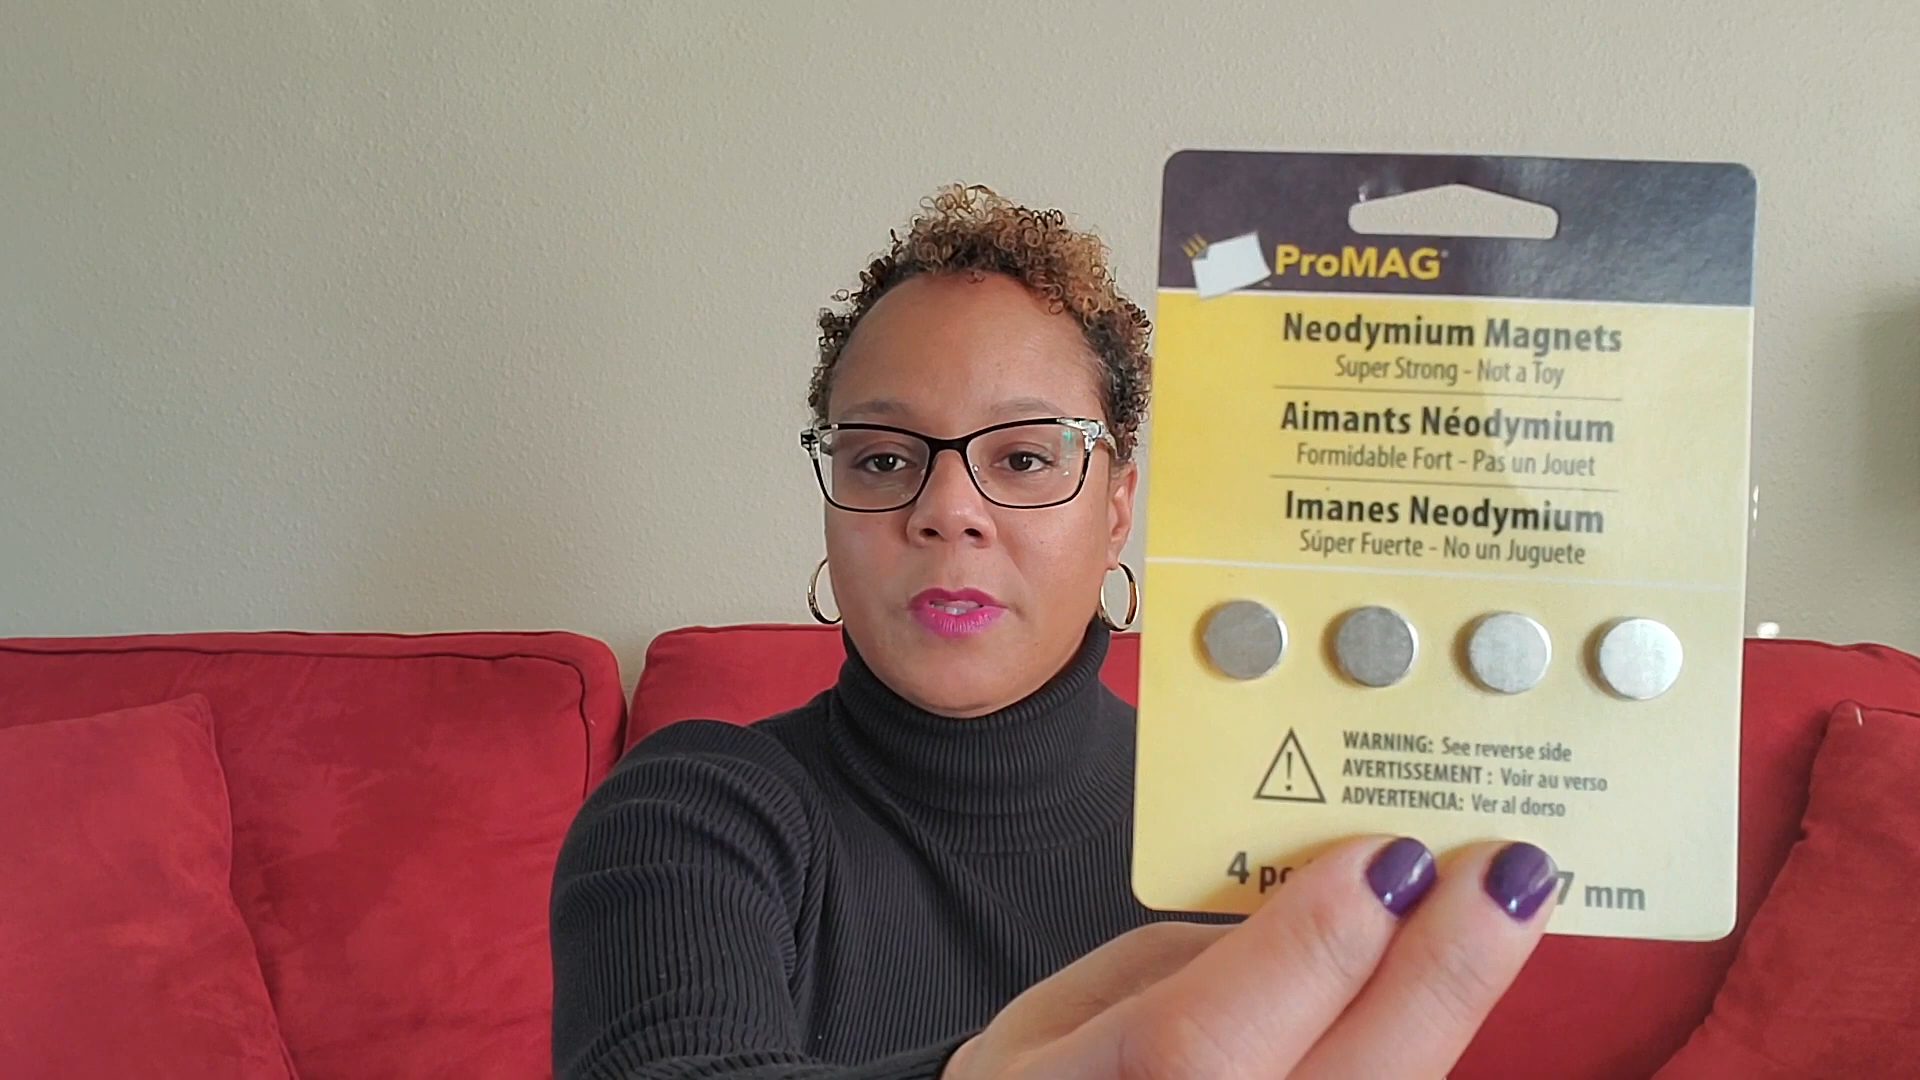 ProMAG
Neodymium Magnets
Super Strong - Not a Toy
Aimants Néodymium
Formidable Fort - Pas un Jouet
Imanes Neodymium
Súper Fuerte - No un Juguete
WARNING: See reverse side
AVERTISSEMENT : Voir au verso
ADVERTENCIA: Ver al dorso
4 mm